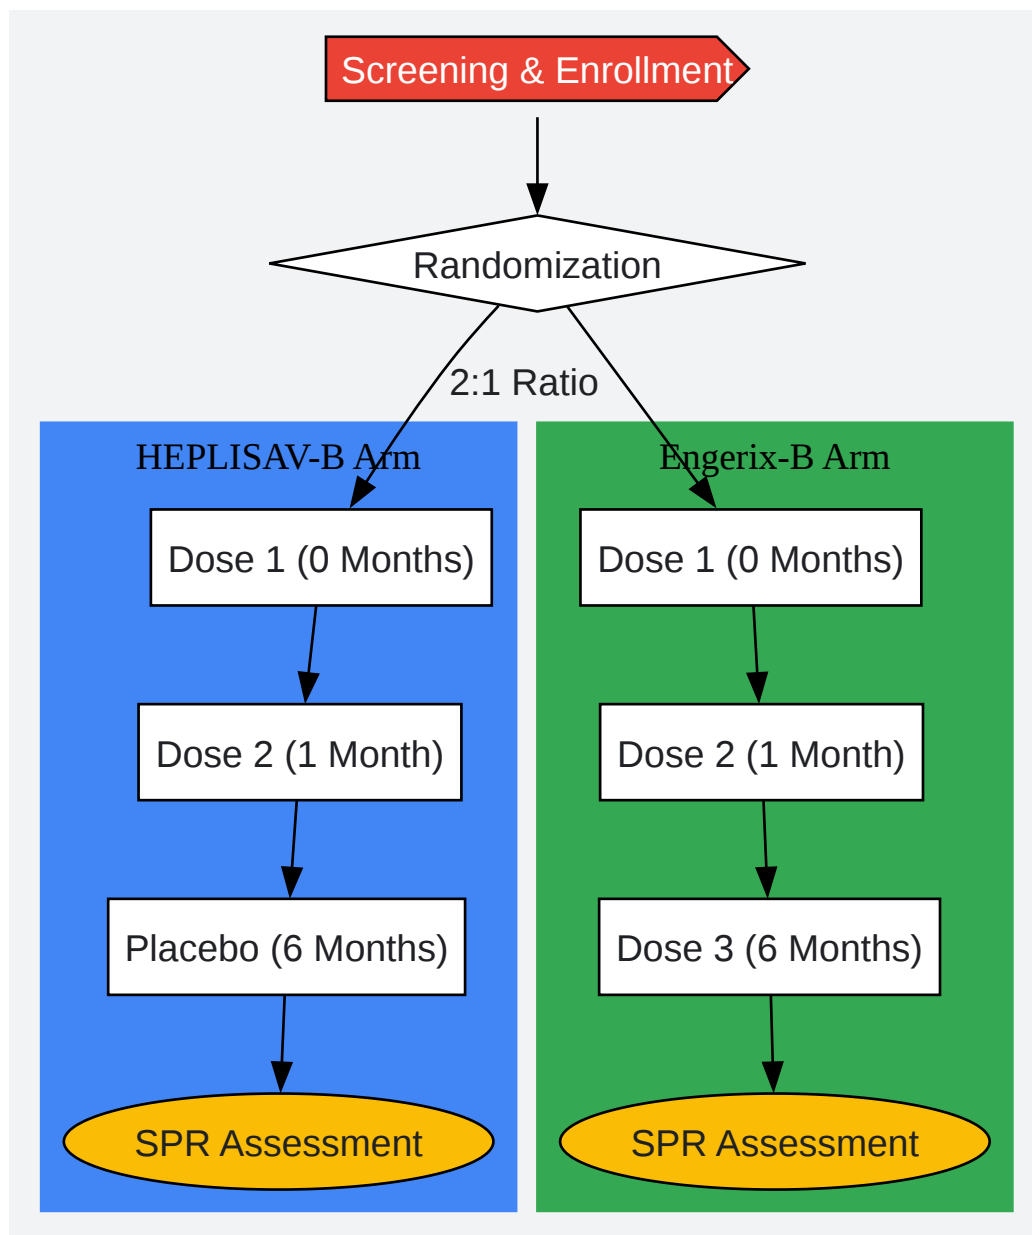 Screening & Enrollment
Randomization
2:1 Ratio
HEPLISAV-B Arm
Engerix-B Arm
Dose 1 (0 Months)
Dose 1 (0 Months)
Dose 2 (1 Month)
Dose 2 (1 Month)
Placebo (6 Months)
Dose 3 (6 Months)
SPR Assessment
SPR Assessment